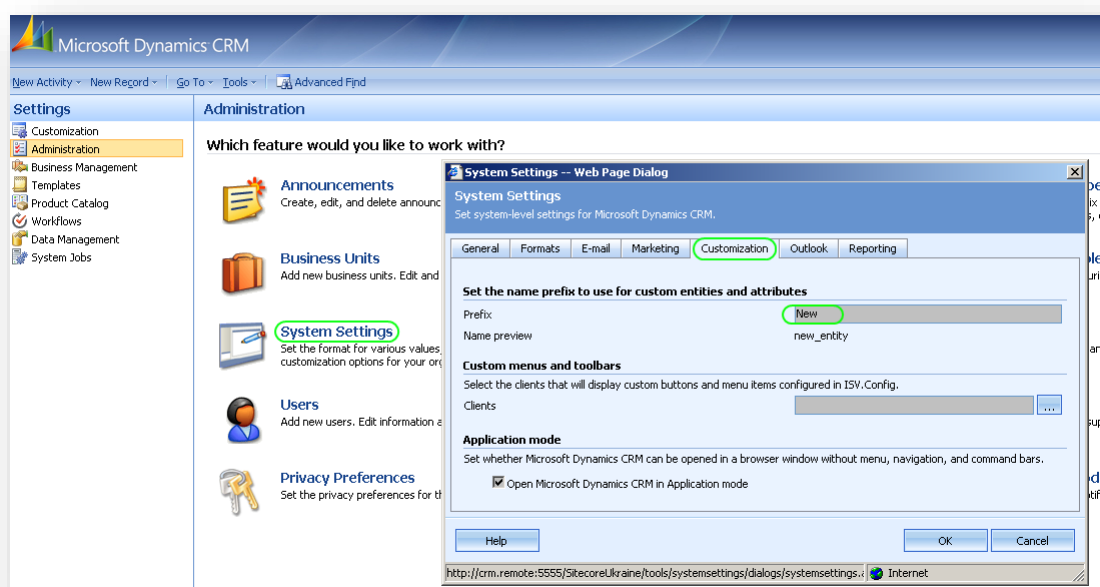 Microsoft Dynamics CRM
New Activity New Record Go To Tools Advanced Find
Settings
Customization
Administration
Business Management
Templates
Product Catalog
Workflows
Data Management
System Jobs
Administration
Which feature would you like to work with?
Announcements
Create, edit, and delete announc
Business Units
Add new business units. Edit and
System Settings
Set the format for various values,
customization options for your org
Users
Add new users. Edit information a
Privacy Preferences
Set the privacy preferences for th
System Settings -- Web Page Dialog
System Settings
Set system-level settings for Microsoft Dynamics CRM.
General Formats E-mail Marketing Customization Outlook Reporting
Set the name prefix to use for custom entities and attributes
Prefix New
Name preview new_entity
Custom menus and toolbars
Select the clients that will display custom buttons and menu items configured in ISV.Config.
Clients ...
Application mode
Set whether Microsoft Dynamics CRM can be opened in a browser window without menu, navigation, and command bars.
Open Microsoft Dynamics CRM in Application mode
Help OK Cancel
http://crm.remote:5555/SitecoreUkraine/tools/systemsettings/dialogs/systemsettings.a Internet